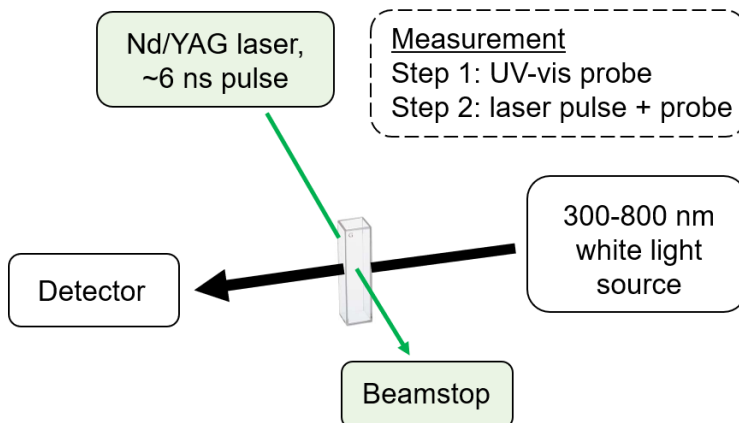 Nd/YAG laser,
~6 ns pulse
Measurement
Step 1: UV-vis probe
Step 2: laser pulse + probe
300-800 nm
white light
source
Detector
Beamstop